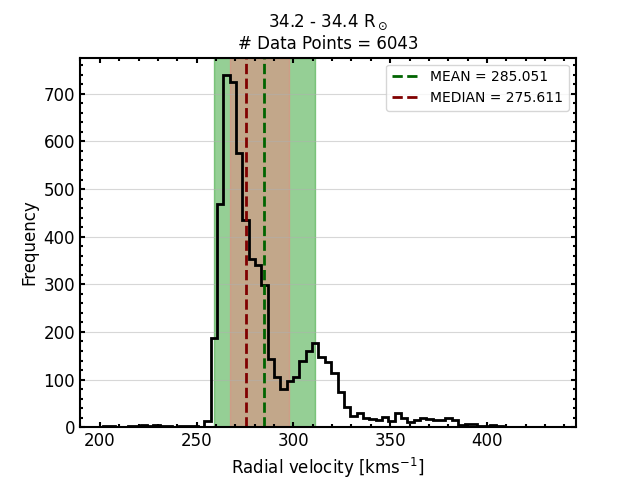 34.2 - 34.4 R⊙
# Data Points = 6043
MEAN = 285.051
MEDIAN = 275.611
700
600
500
400
300
200
100
0
Frequency
200 250 300 350 400
Radial velocity [kms⁻¹]